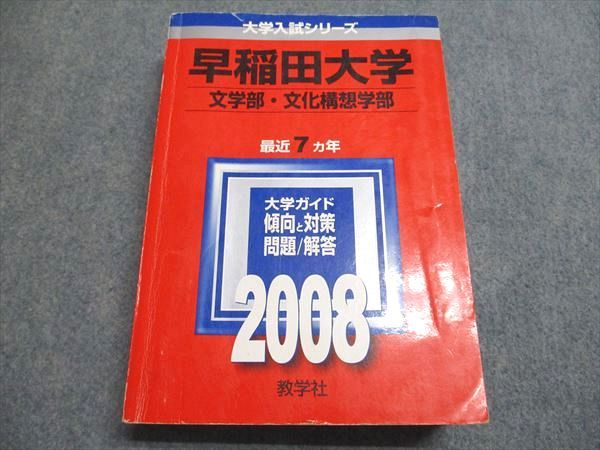 大学入試シリーズ
早稲田大学
文学部・文化構想学部
最近7ヵ年
大学ガイド
傾向と対策
問題/解答
2008
教学社